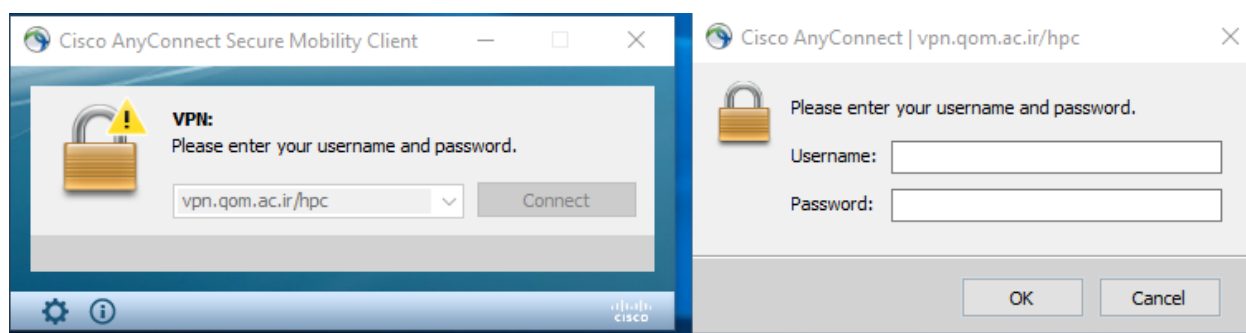 Cisco AnyConnect Secure Mobility Client
VPN:
Please enter your username and password.
vpn.qom.ac.ir/hpc
Connect
cisco
Cisco AnyConnect | vpn.qom.ac.ir/hpc
Please enter your username and password.
Username:
Password:
OK
Cancel